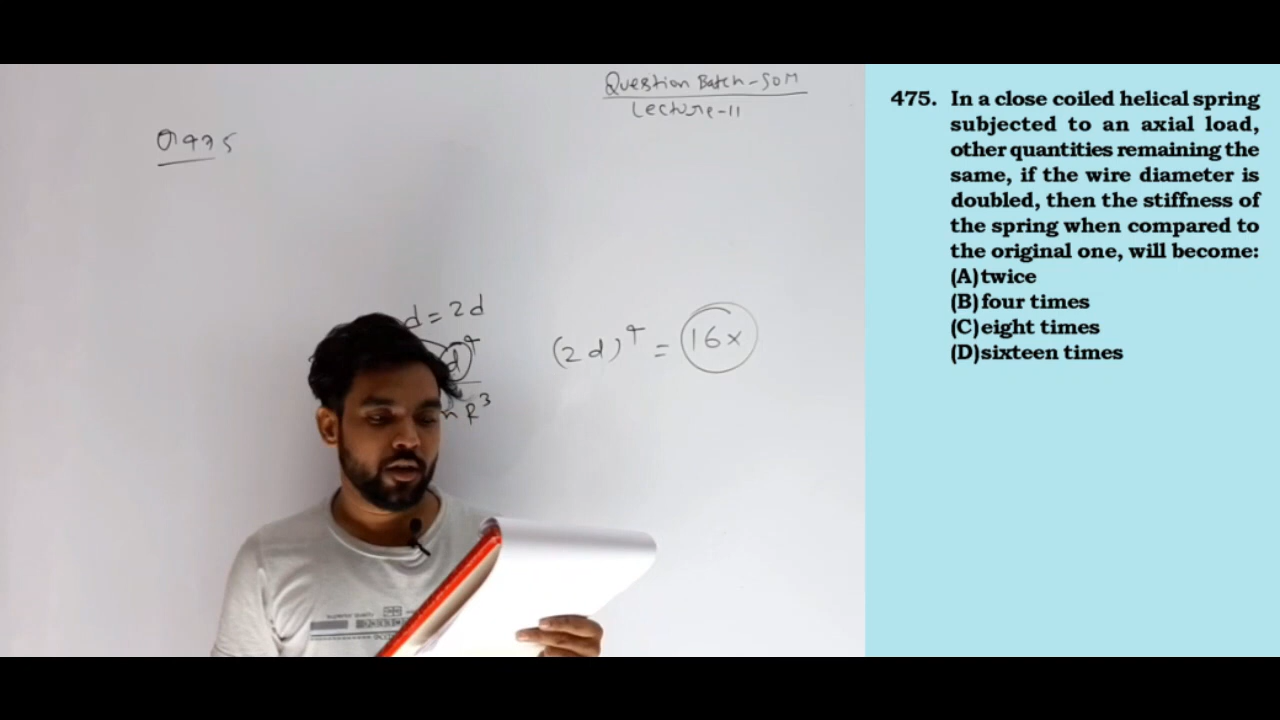 Question Batch - SOM
Lecture-11
Q475
d = 2d
d⁴
n R³
(2d)⁴ = 16x
475. In a close coiled helical spring
subjected to an axial load,
other quantities remaining the
same, if the wire diameter is
doubled, then the stiffness of
the spring when compared to
the original one, will become:
(A)twice
(B)four times
(C)eight times
(D)sixteen times